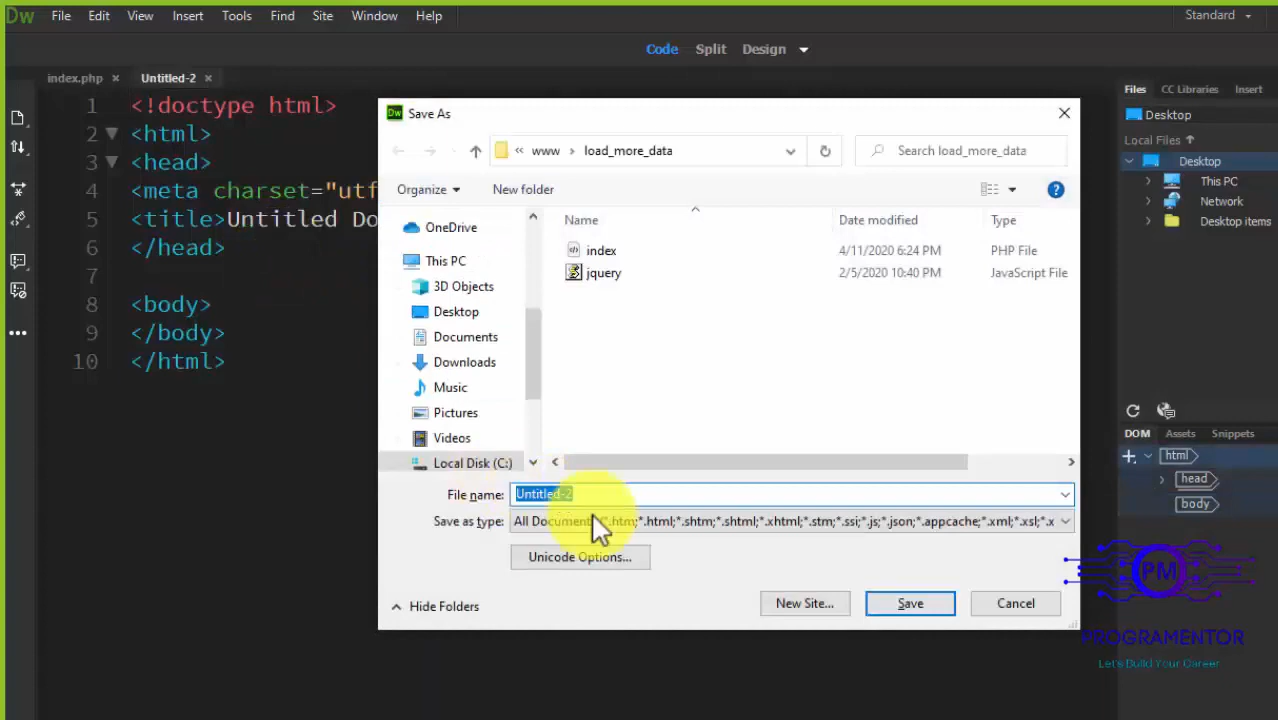 Dw File Edit View Insert Tools Find Site Window Help Standard
Code Split Design
index.php × Untitled-2 ×
1 <!doctype html>
2 <html>
3 <head>
4 <meta charset="utf
5 <title>Untitled Do
6 </head>
7
8 <body>
9 </body>
10 </html>
Dw Save As
« www > load_more_data
Search load_more_data
Organize New folder
OneDrive
This PC
3D Objects
Desktop
Documents
Downloads
Music
Pictures
Videos
Local Disk (C:)
Name Date modified Type
index 4/11/2020 6:24 PM PHP File
jquery 2/5/2020 10:40 PM JavaScript File
File name: Untitled-2
Save as type: All Documents (*.htm;*.html;*.shtm;*.shtml;*.xhtml;*.stm;*.ssi;*.js;*.json;*.appcache;*.xml;*.xsl;*.x
Unicode Options...
Hide Folders
New Site... Save Cancel
Files CC Libraries Insert
Desktop
Local Files
Desktop
This PC
Network
Desktop items
DOM Assets Snippets
html
head
body
PM
PROGRAMENTOR
Let's Build Your Career